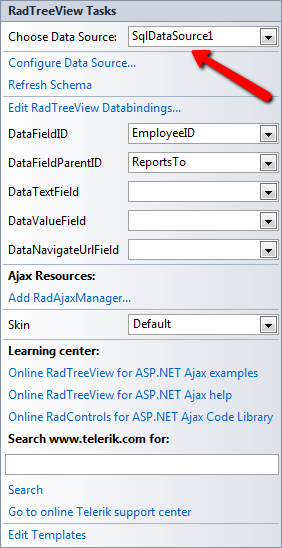 RadTreeView Tasks
Choose Data Source: SqlDataSource1
Configure Data Source...
Refresh Schema
Edit RadTreeView Databindings...
DataFieldID EmployeeID
DataFieldParentID ReportsTo
DataTextField
DataValueField
DataNavigateUrlField
Ajax Resources:
Add RadAjaxManager...
Skin Default
Learning center:
Online RadTreeView for ASP.NET Ajax examples
Online RadTreeView for ASP.NET Ajax help
Online RadControls for ASP.NET Ajax Code Library
Search www.telerik.com for:
Search
Go to online Telerik support center
Edit Templates